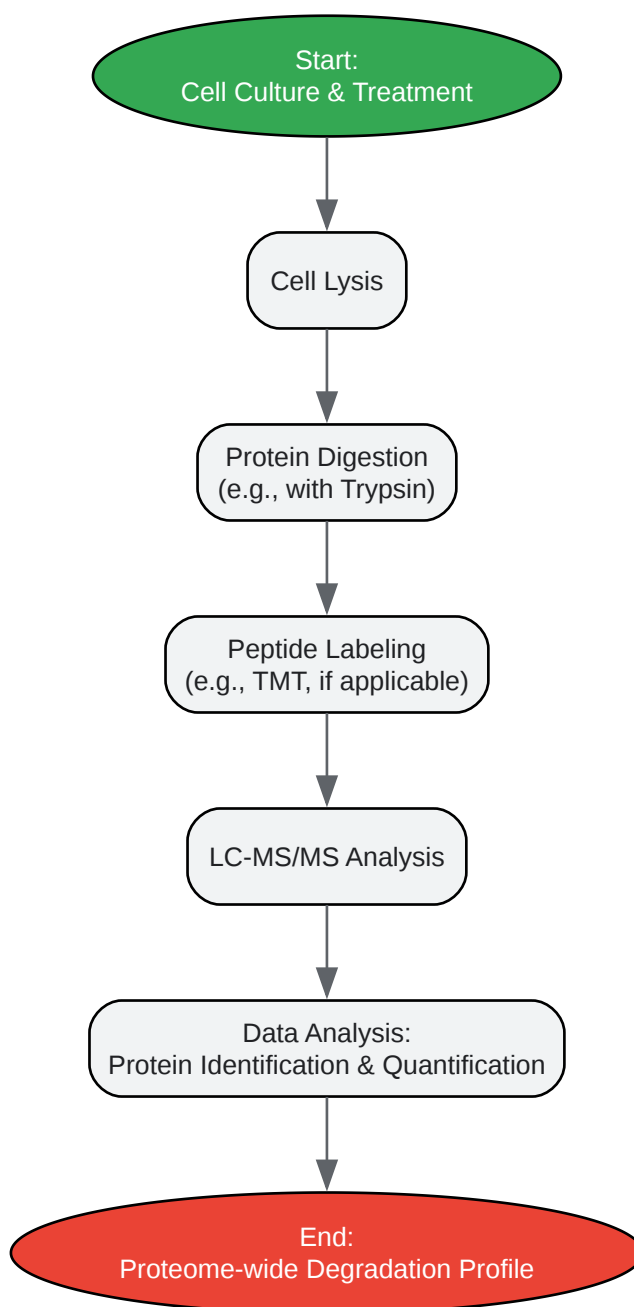 Start:
Cell Culture & Treatment
Cell Lysis
Protein Digestion
(e.g., with Trypsin)
Peptide Labeling
(e.g., TMT, if applicable)
LC-MS/MS Analysis
Data Analysis:
Protein Identification & Quantification
End:
Proteome-wide Degradation Profile